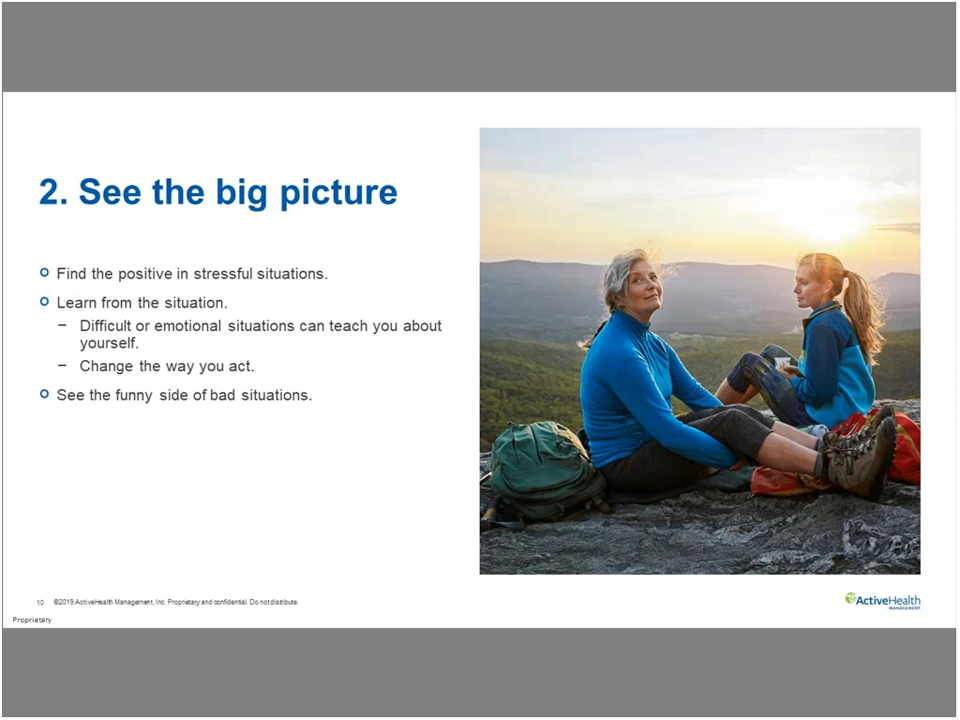 2. See the big picture
Find the positive in stressful situations.
Learn from the situation.
– Difficult or emotional situations can teach you about
yourself.
– Change the way you act.
See the funny side of bad situations.
10 ©2019 ActiveHealth Management, Inc. Proprietary and confidential. Do not distribute.
ActiveHealth
MANAGEMENT.
Proprietary